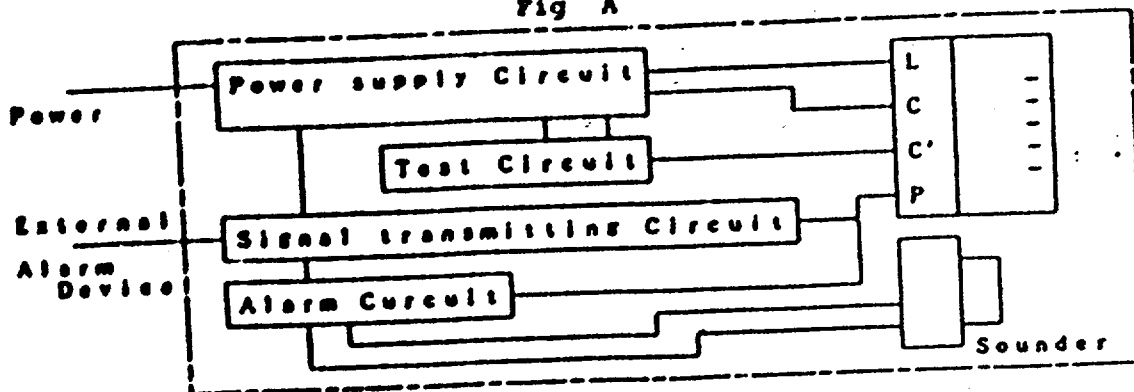 Fig A
Power supply Circuit
L
C
Power
Test Circuit
C'
P
External
Signal transmitting Circuit
Alarm
Device
Alarm Curcuit
Sounder